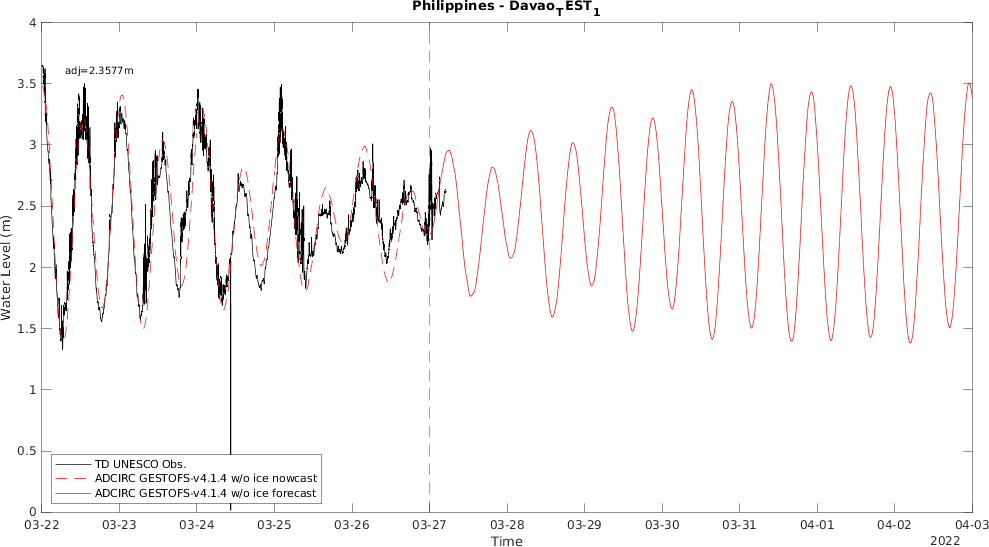 Philippines - Davao_TEST_1
4
3.5
3
2.5
2
1.5
1
0.5
0
Water Level (m)
adj=2.3577m
TD UNESCO Obs.
ADCIRC GESTOFS-v4.1.4 w/o ice nowcast
ADCIRC GESTOFS-v4.1.4 w/o ice forecast
03-22 03-23 03-24 03-25 03-26 03-27 03-28 03-29 03-30 03-31 04-01 04-02 04-03
Time
2022